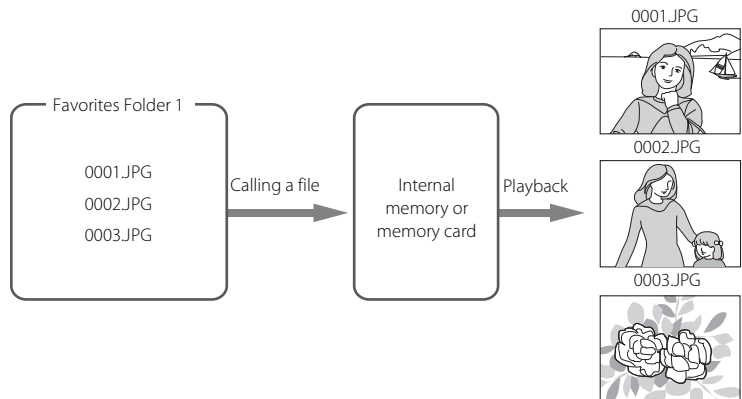 Favorites Folder 1
0001.JPG
0002.JPG
0003.JPG
Calling a file
Internal
memory or
memory card
Playback
0001.JPG
0002.JPG
0003.JPG